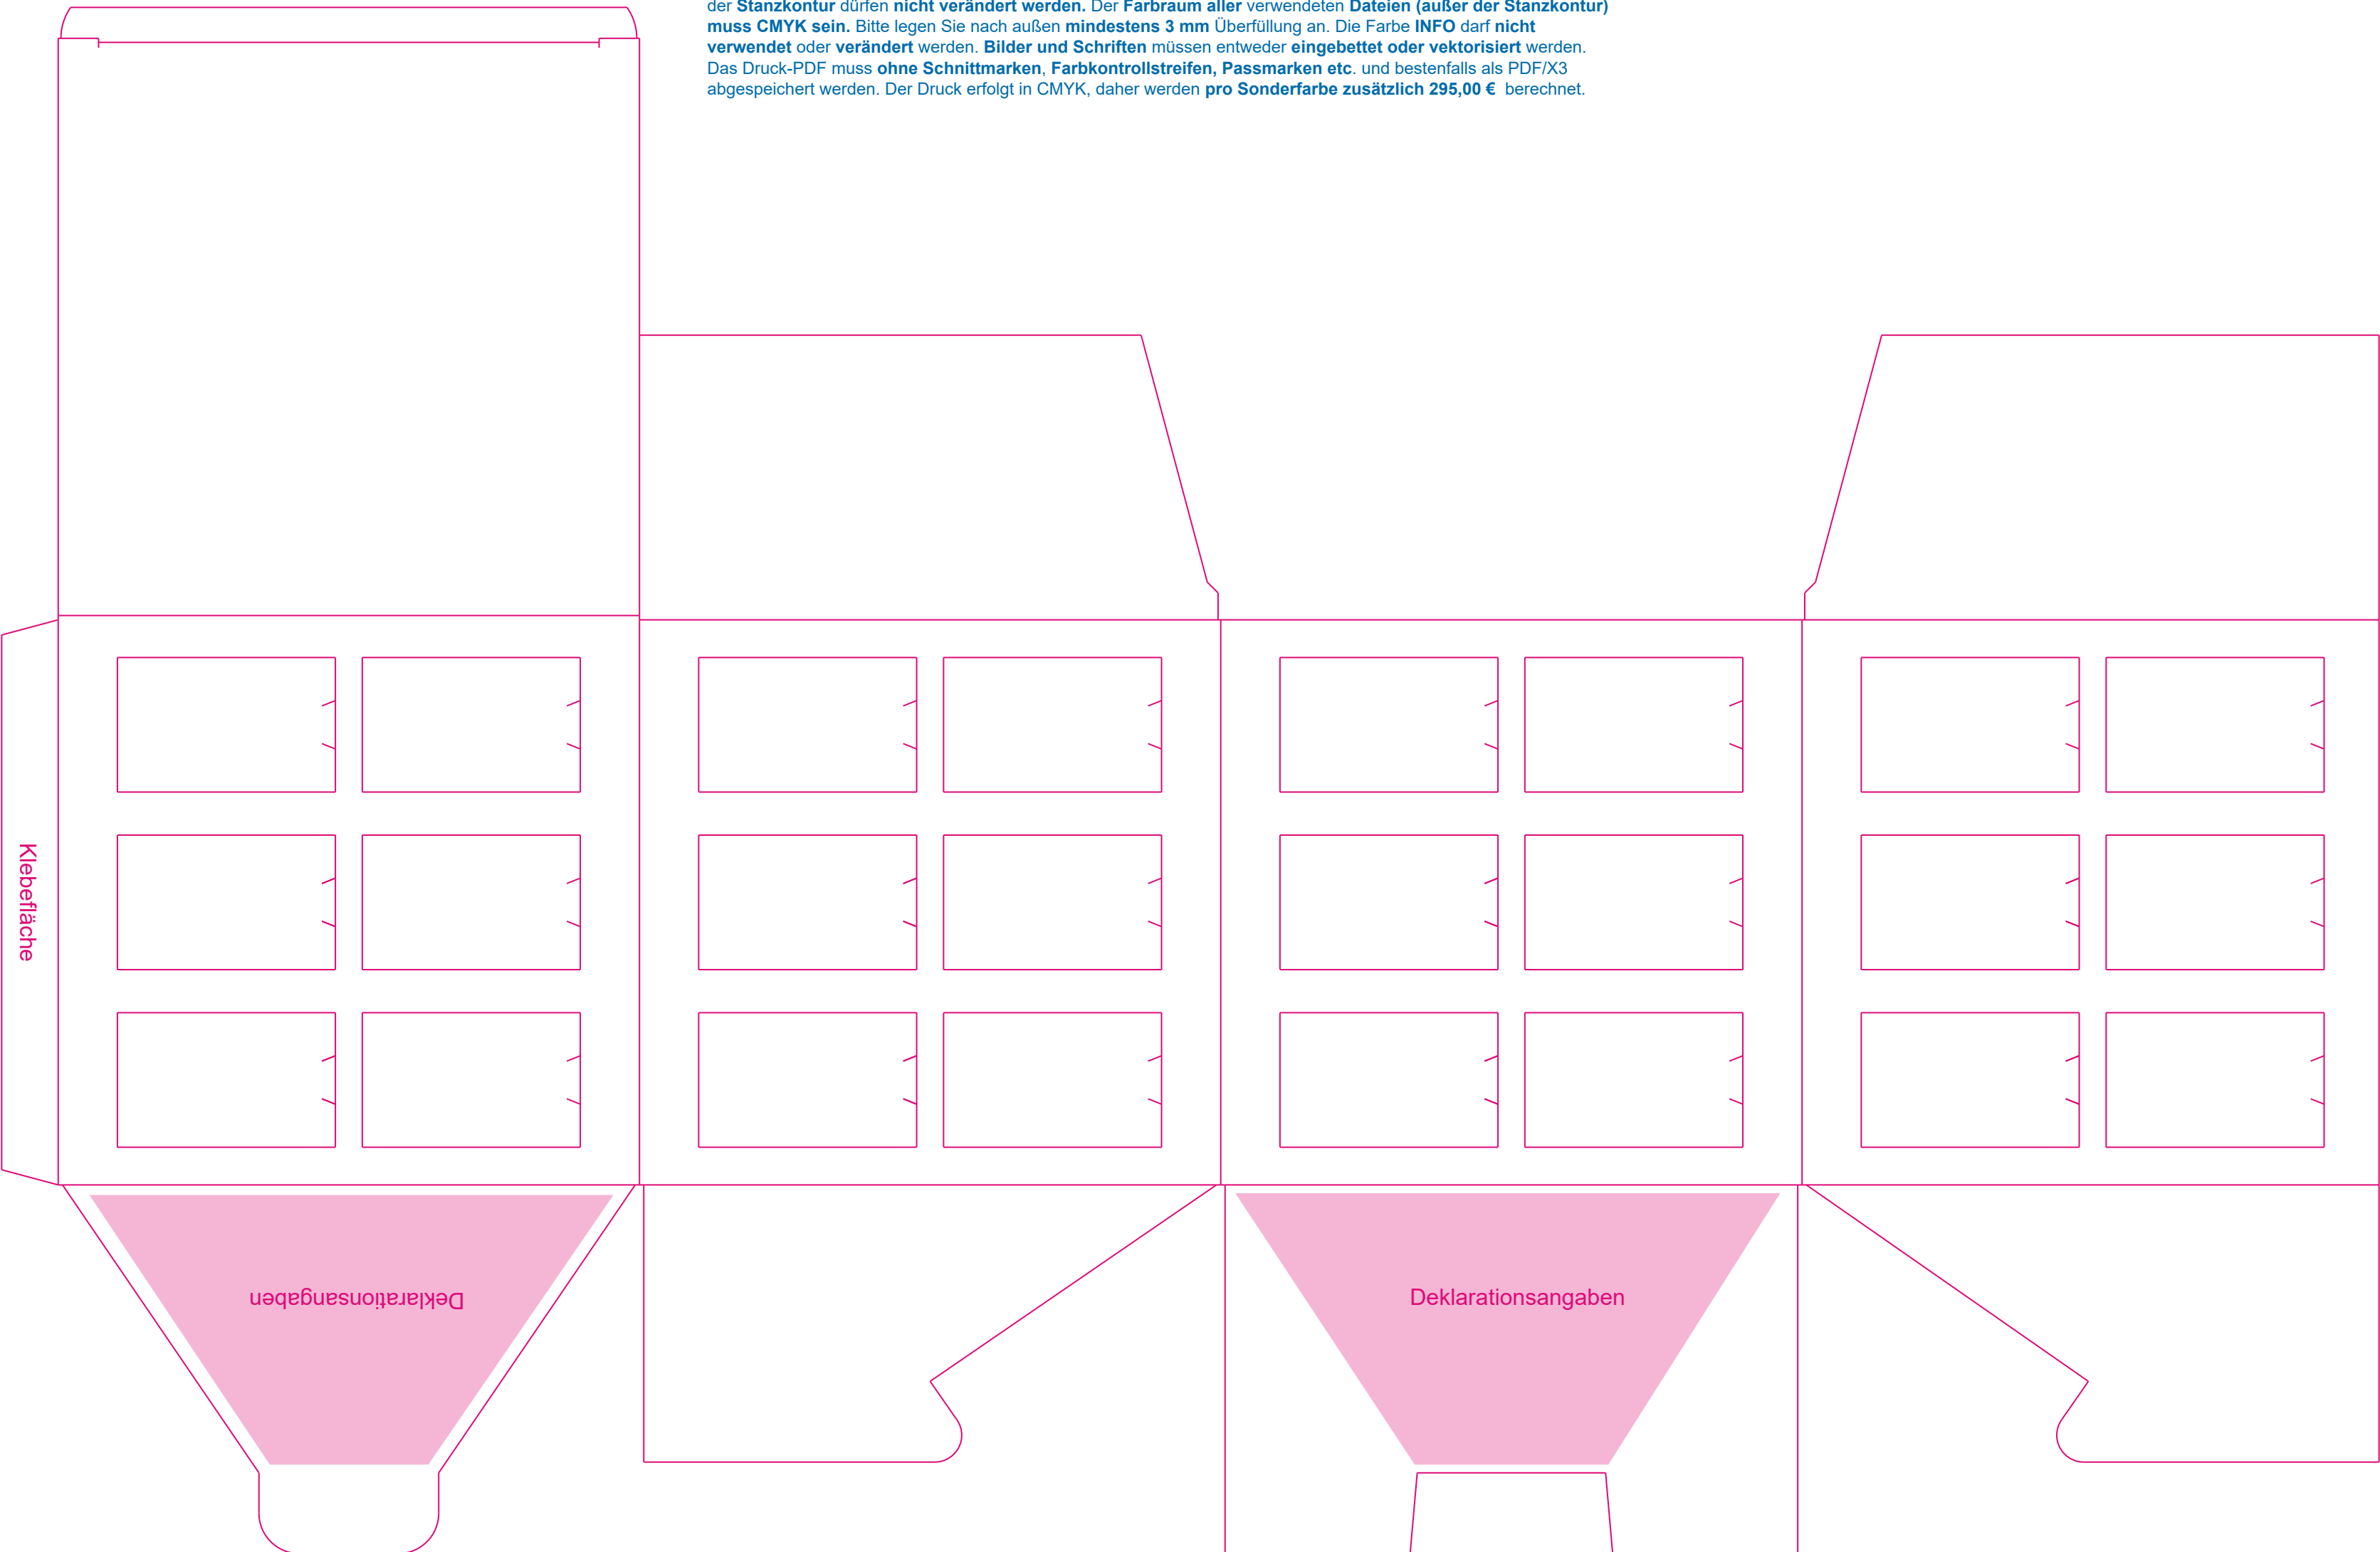 der Stanzkontur dürfen nicht verändert werden. Der Farbraum aller verwendeten Dateien (außer der Stanzkontur)
muss CMYK sein. Bitte legen Sie nach außen mindestens 3 mm Überfüllung an. Die Farbe INFO darf nicht
verwendet oder verändert werden. Bilder und Schriften müssen entweder eingebettet oder vektorisiert werden.
Das Druck-PDF muss ohne Schnittmarken, Farbkontrollstreifen, Passmarken etc. und bestenfalls als PDF/X3
abgespeichert werden. Der Druck erfolgt in CMYK, daher werden pro Sonderfarbe zusätzlich 295,00 € berechnet.
Klebefläche
Deklarationsangaben
Deklarationsangaben